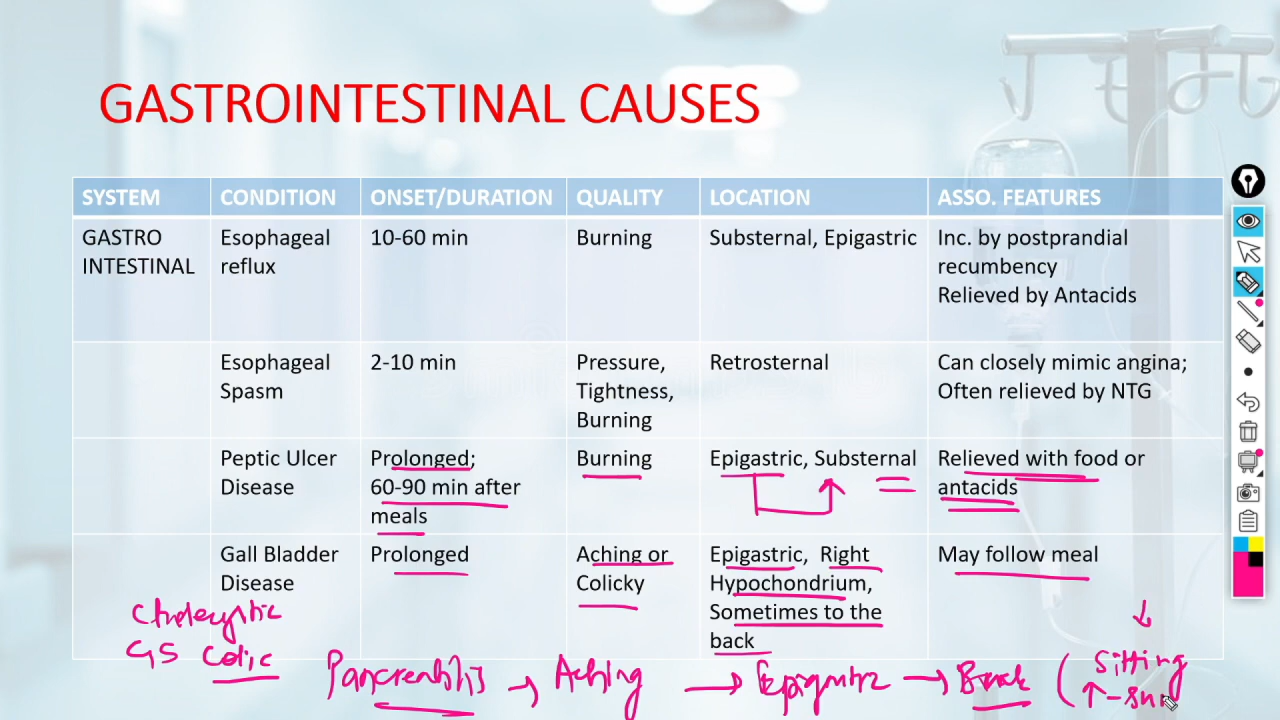 GASTROINTESTINAL CAUSES
SYSTEM CONDITION ONSET/DURATION QUALITY LOCATION ASSO. FEATURES
GASTRO
INTESTINAL
Esophageal
reflux
10-60 min
Burning
Substernal, Epigastric
Inc. by postprandial
recumbency
Relieved by Antacids
Esophageal
Spasm
2-10 min
Pressure,
Tightness,
Burning
Retrosternal
Can closely mimic angina;
Often relieved by NTG
Peptic Ulcer
Disease
Prolonged;
60-90 min after
meals
Burning
Epigastric, Substernal
Relieved with food or
antacids
Gall Bladder
Disease
Prolonged
Aching or
Colicky
Epigastric, Right
Hypochondrium,
Sometimes to the
back
May follow meal
GS Colic
Pancreatitis → Aching → Epigastric → Back ( Sitting
↑